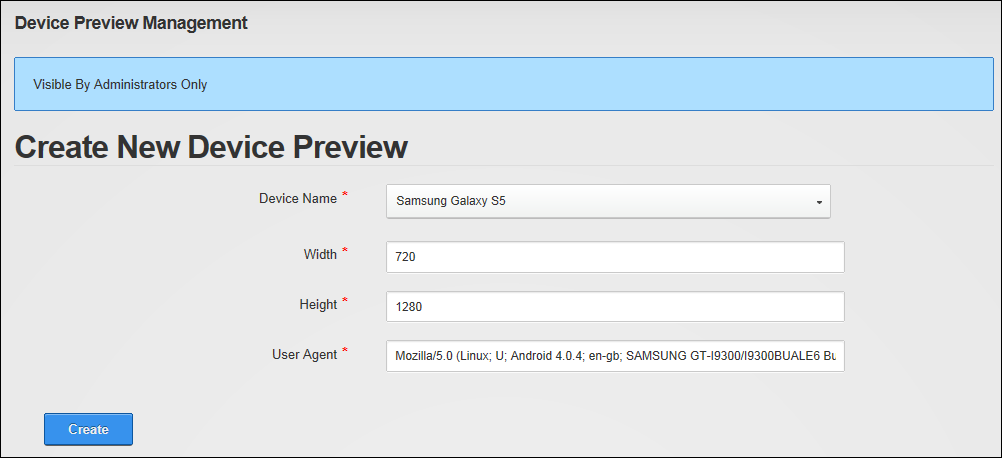 Device Preview Management
Visible By Administrators Only
Create New Device Preview
Device Name *
Samsung Galaxy S5
Width *
720
Height *
1280
User Agent *
Mozilla/5.0 (Linux; U; Android 4.0.4; en-gb; SAMSUNG GT-I9300/I9300BUALE6 Bu
Create